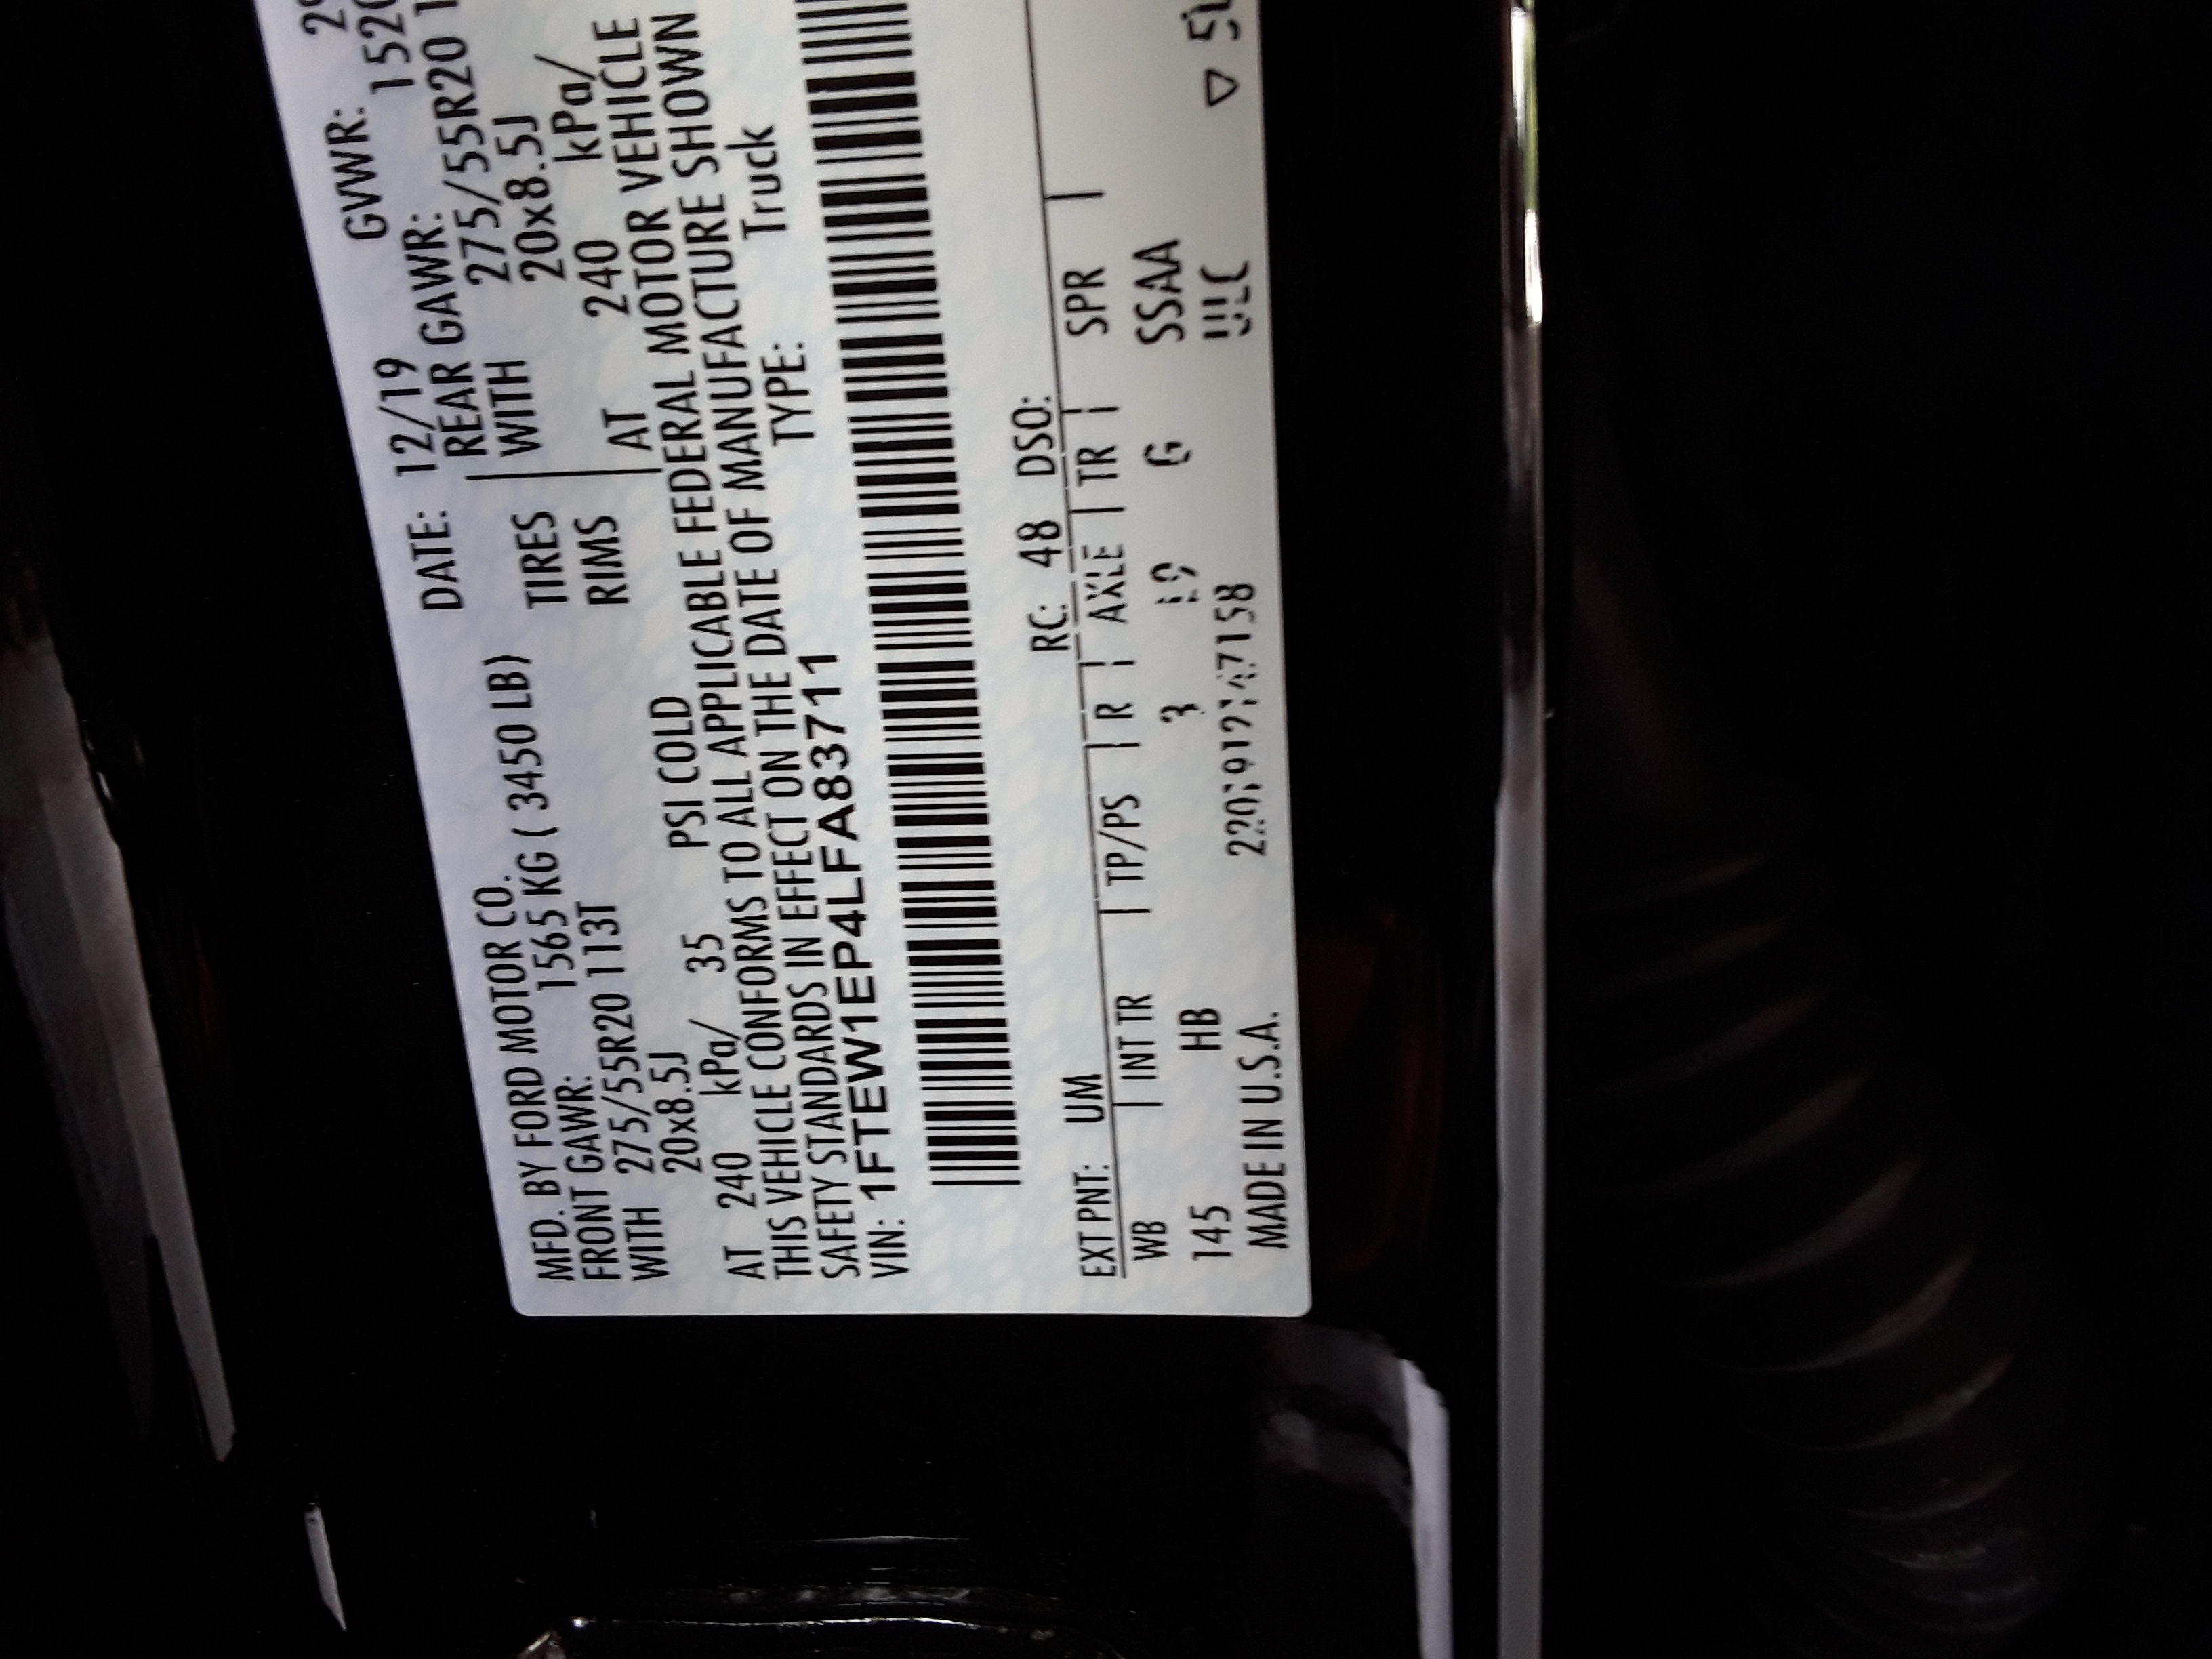 MFD. BY FORD MOTOR CO. DATE: 12/19 GVWR:
FRONT GAWR: 1565 KG ( 3450 LB) REAR GAWR:
WITH 275/55R20 113T TIRES WITH 275/55R20
20x8.5J RIMS 20x8.5J
AT 240 kPa/ 35 PSI COLD AT 240 kPa/
THIS VEHICLE CONFORMS TO ALL APPLICABLE FEDERAL MOTOR VEHICLE
SAFETY STANDARDS IN EFFECT ON THE DATE OF MANUFACTURE SHOWN
VIN: 1FTEW1EP4LFA83711 TYPE: Truck
EXT PNT: UM RC: 48 DSO:
WB INT TR TP/PS R AXLE TR SPR
145 HB 3 G SSAA
MADE IN U.S.A.